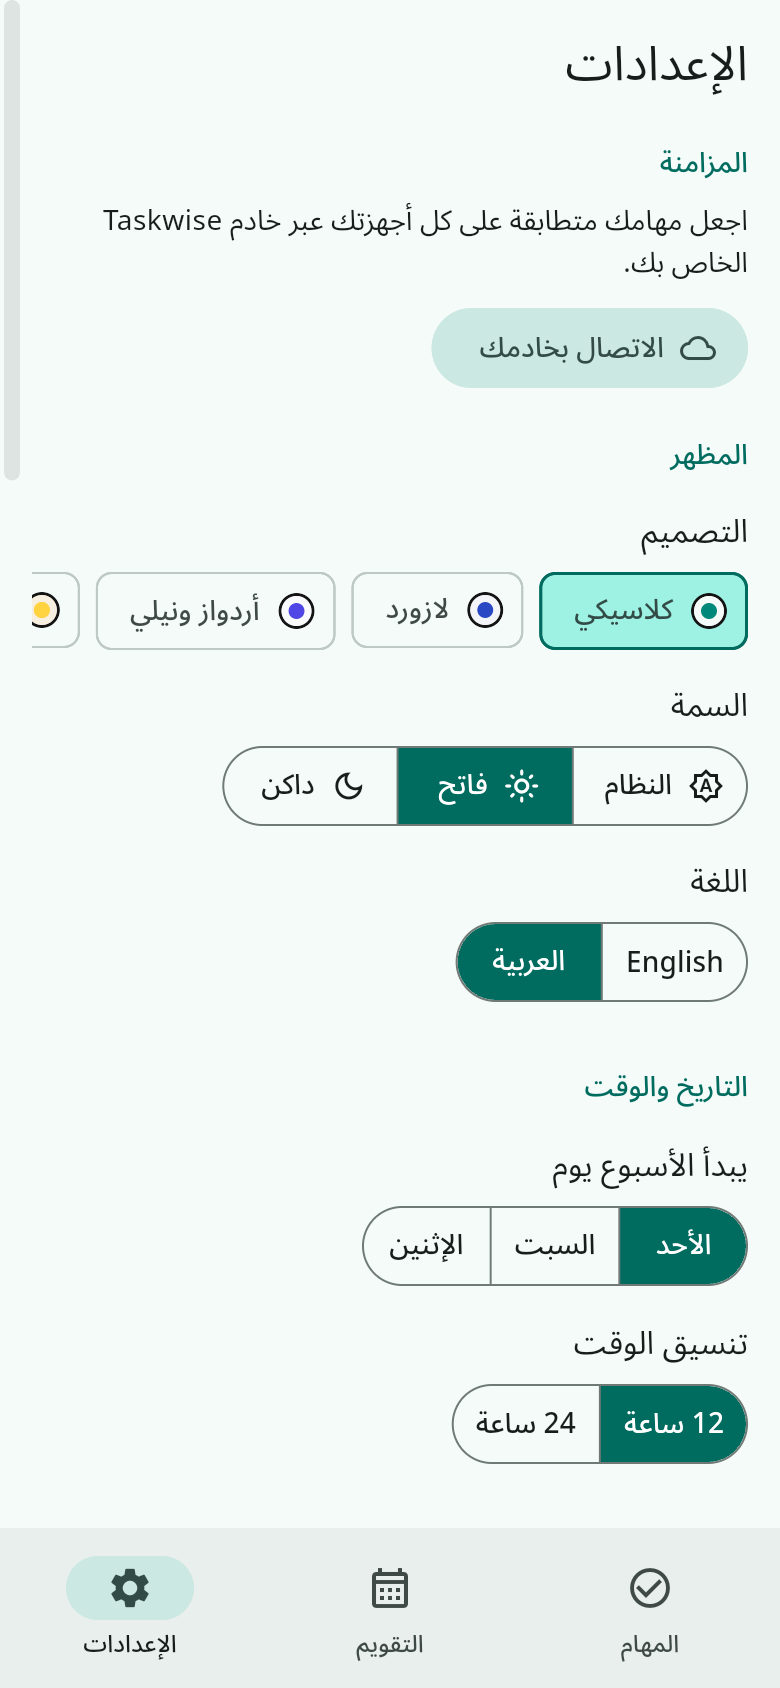 الإعدادات
المزامنة
اجعل مهامك متطابقة على كل أجهزتك عبر خادم Taskwise
الخاص بك.
الاتصال بخادمك
المظهر
التصميم
كلاسيكي
لازورد
أردواز ونيلي
السمة
النظام
فاتح
داكن
اللغة
English
العربية
التاريخ والوقت
يبدأ الأسبوع يوم
الأحد
السبت
الإثنين
تنسيق الوقت
12 ساعة
24 ساعة
المهام
التقويم
الإعدادات